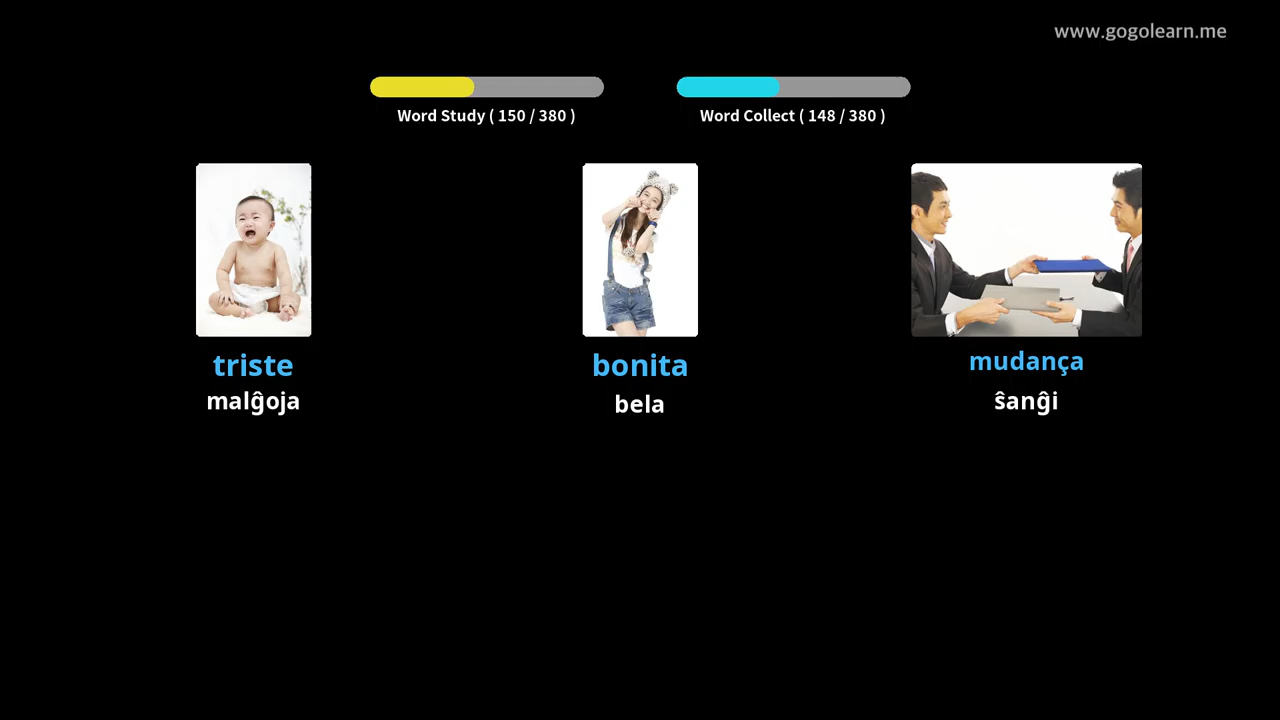 www.gogolearn.me
Word Study ( 150 / 380 )
Word Collect ( 148 / 380 )
triste
bonita
mudança
malĝoja
bela
ŝanĝi